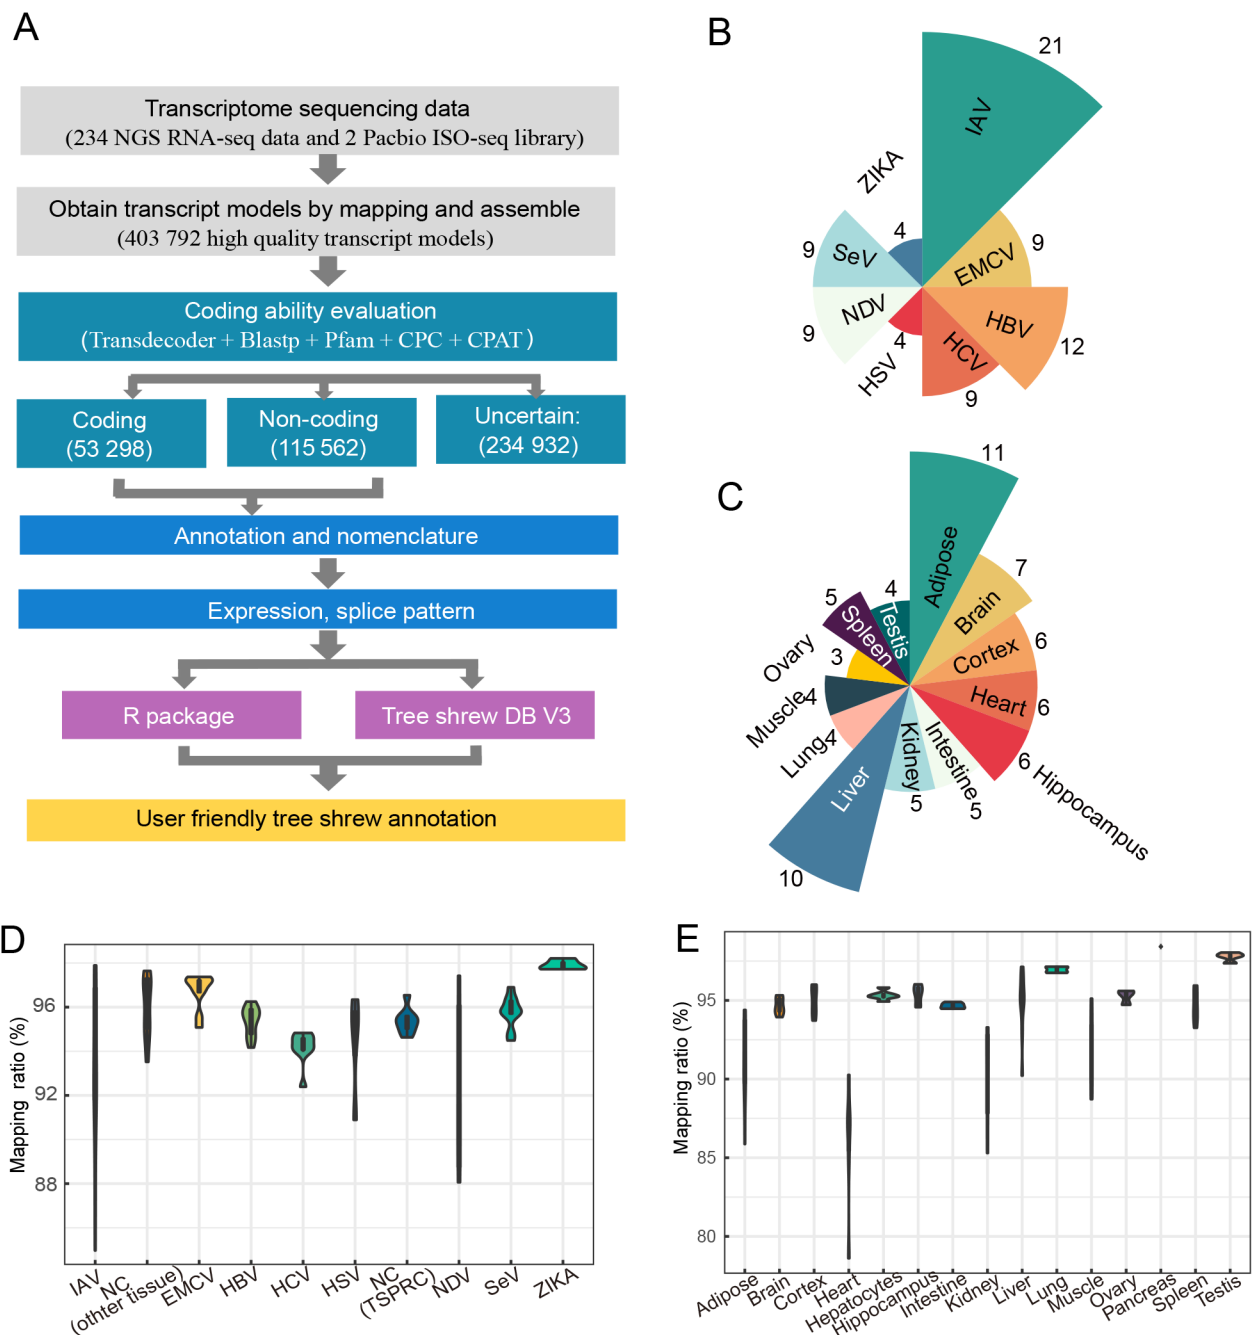 A
Transcriptome sequencing data
(234 NGS RNA-seq data and 2 Pacbio ISO-seq library)
Obtain transcript models by mapping and assemble
(403 792 high quality transcript models)
Coding ability evaluation
(Transdecoder + Blastp + Pfam + CPC + CPAT)
Coding
(53 298)
Non-coding
(115 562)
Uncertain:
(234 932)
Annotation and nomenclature
Expression, splice pattern
R package
Tree shrew DB V3
User friendly tree shrew annotation
B
21
IAV
9
EMCV
HBV
12
HCV
9
HSV
4
NDV
9
SeV
9
ZIKA
4
C
11
Adipose
7
Brain
6
Cortex
6
Heart
6
Hippocampus
5
Intestine
5
Kidney
10
Liver
4
Lung
4
Muscle
3
Ovary
5
Spleen
4
Testis
D
Mapping ratio (%)
96
92
88
IAV
NC
(othter tissue)
EMCV
HBV
HCV
HSV
NC
(TSPRC)
NDV
SeV
ZIKA
E
Mapping ratio (%)
95
90
85
80
Adipose
Brain
Cortex
Heart
Hepatocytes
Hippocampus
Intestine
Kidney
Liver
Lung
Muscle
Ovary
Pancreas
Spleen
Testis